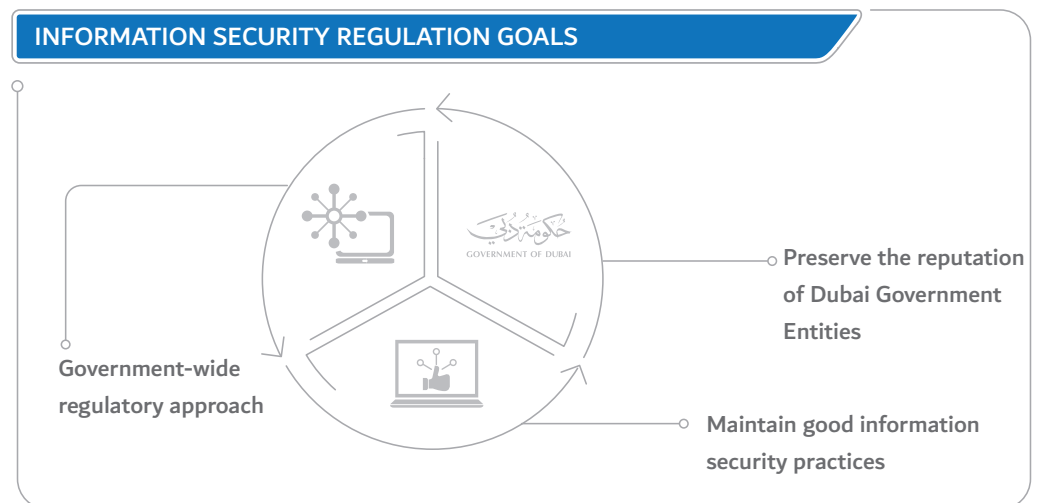 INFORMATION SECURITY REGULATION GOALS
حكومة دبي
GOVERNMENT OF DUBAI
Preserve the reputation
of Dubai Government
Entities
Government-wide
regulatory approach
Maintain good information
security practices